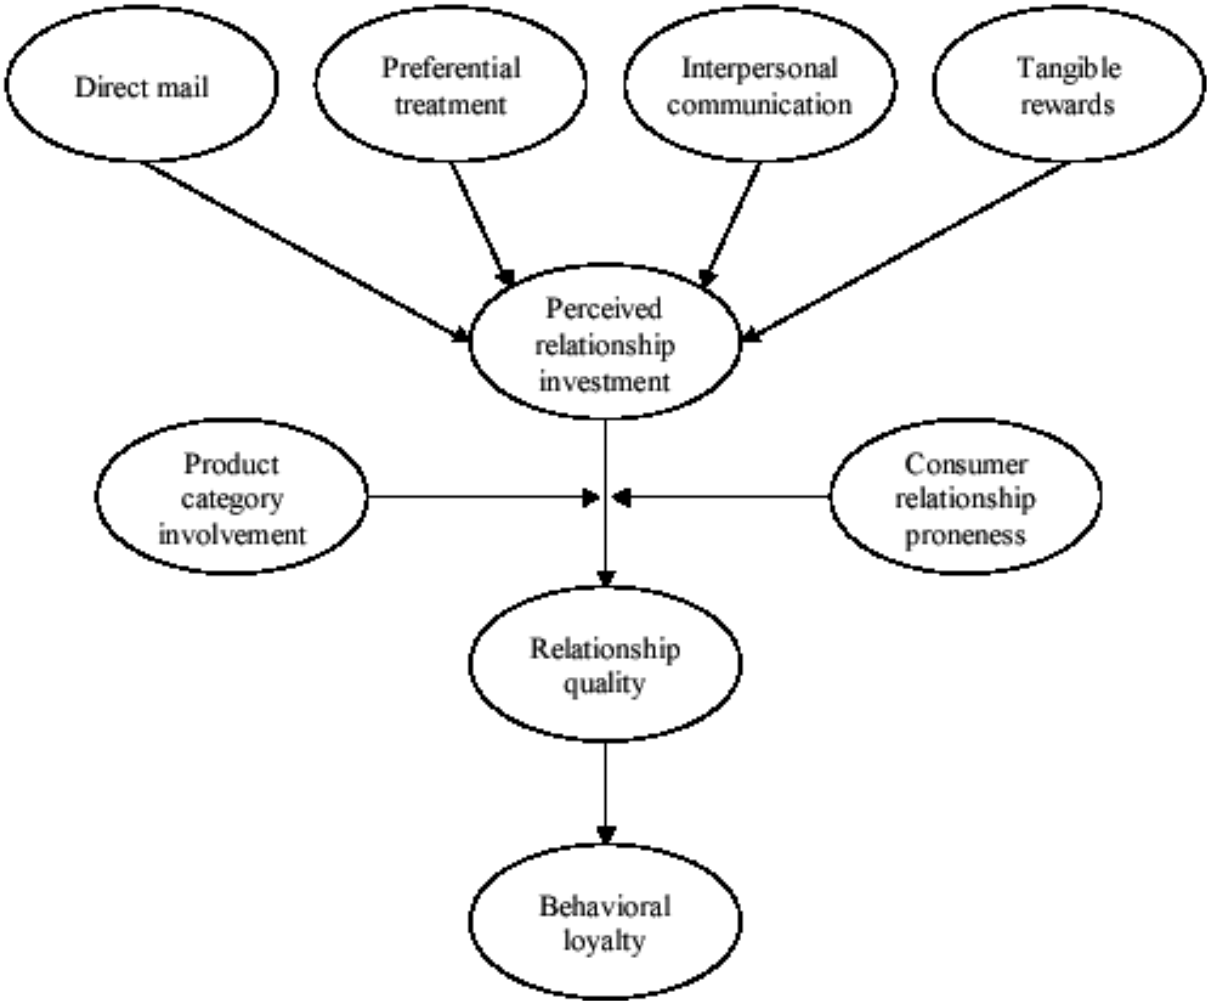 Direct mail
Preferential
treatment
Interpersonal
communication
Tangible
rewards
Perceived
relationship
investment
Product
category
involvement
Consumer
relationship
proneness
Relationship
quality
Behavioral
loyalty